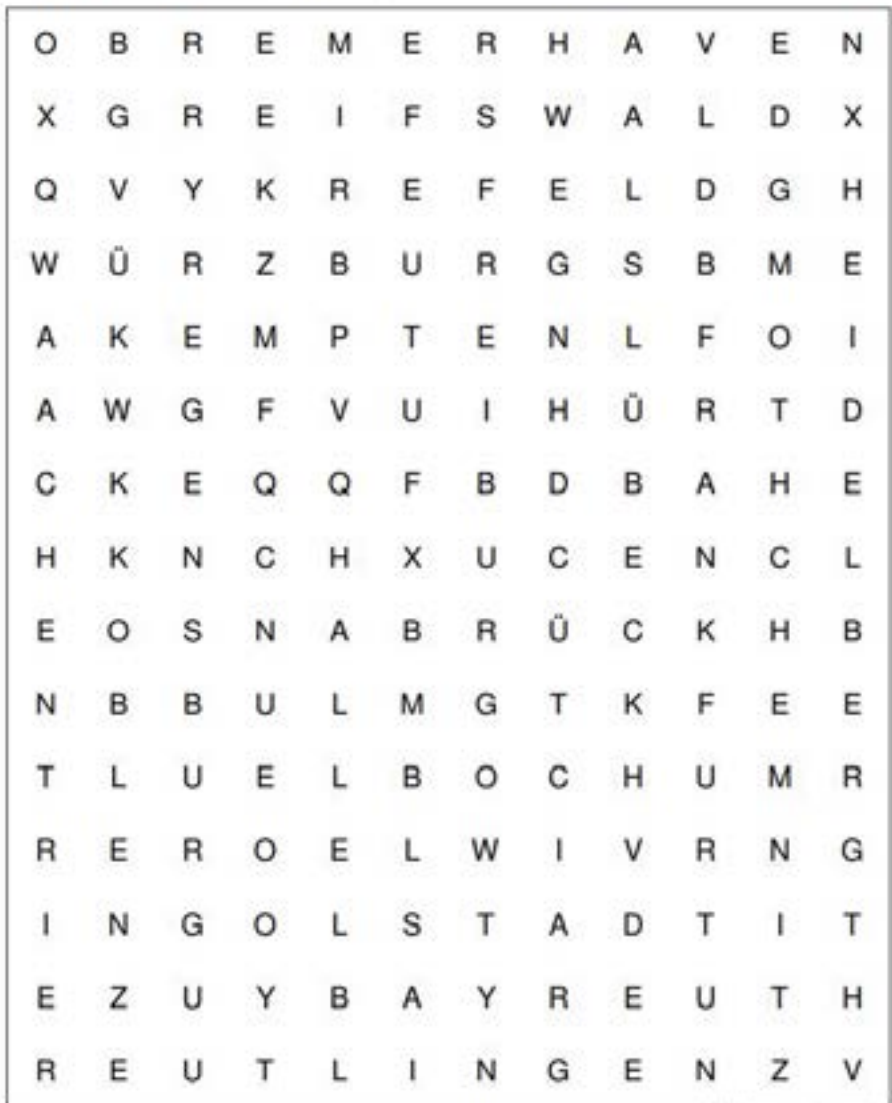 O B R E M E R H A V E N
X G R E I F S W A L D X
Q V Y K R E F E L D G H
W Ü R Z B U R G S B M E
A K E M P T E N L F O I
A W G F V U I H Ü R T D
C K E Q Q F B D B A H E
H K N C H X U C E N C L
E O S N A B R Ü C K H B
N B B U L M G T K F E E
T L U E L B O C H U M R
R E R O E L W I V R N G
I N G O L S T A D T I T
E Z U Y B A Y R E U T H
R E U T L I N G E N Z V